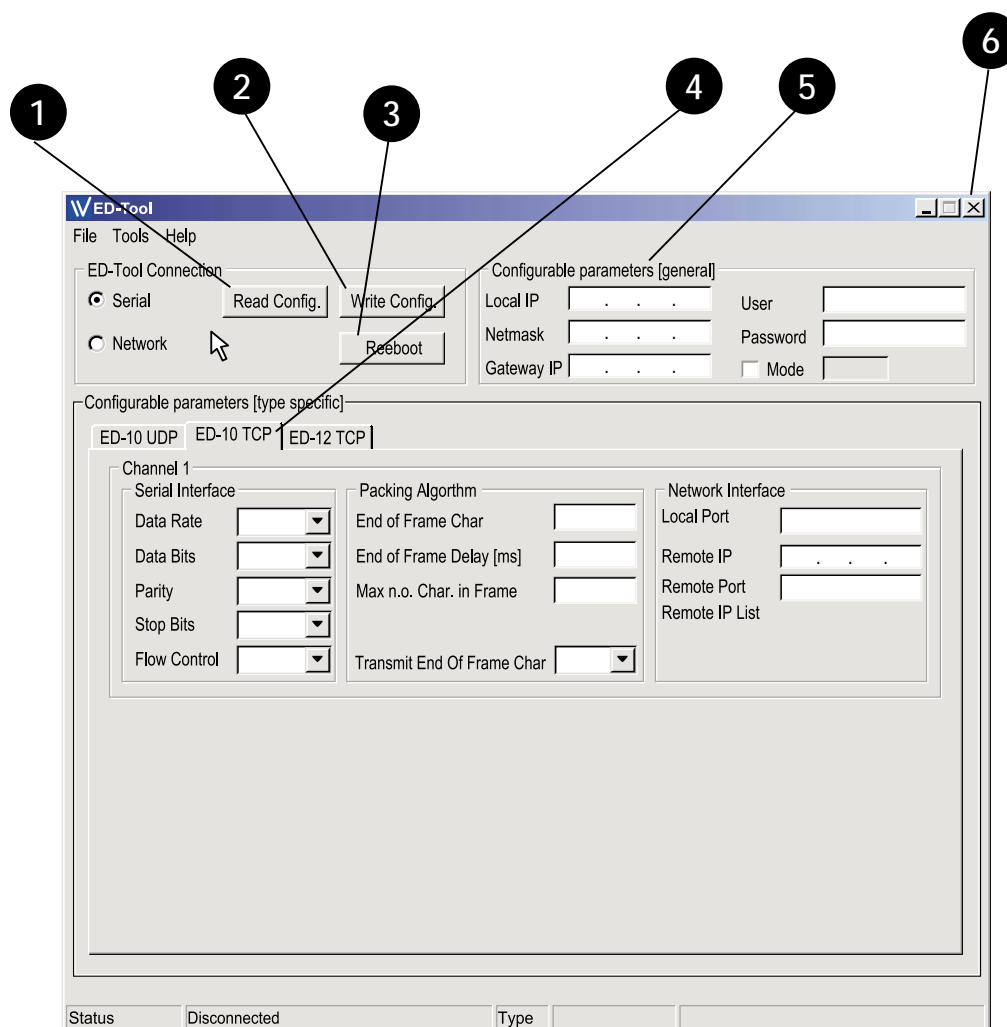 1
2
3
4
5
6
ED-Tool
File Tools Help
ED-Tool Connection
Serial
Read Config.
Write Config.
Network
Reeboot
Configurable parameters [general]
Local IP . . .
User
Netmask . . .
Password
Gateway IP . . .
Mode
Configurable parameters [type specific]
ED-10 UDP ED-10 TCP ED-12 TCP
Channel 1
Serial Interface
Data Rate
Data Bits
Parity
Stop Bits
Flow Control
Packing Algorthm
End of Frame Char
End of Frame Delay [ms]
Max n.o. Char. in Frame
Transmit End Of Frame Char
Network Interface
Local Port
Remote IP . . .
Remote Port
Remote IP List
Status Disconnected Type